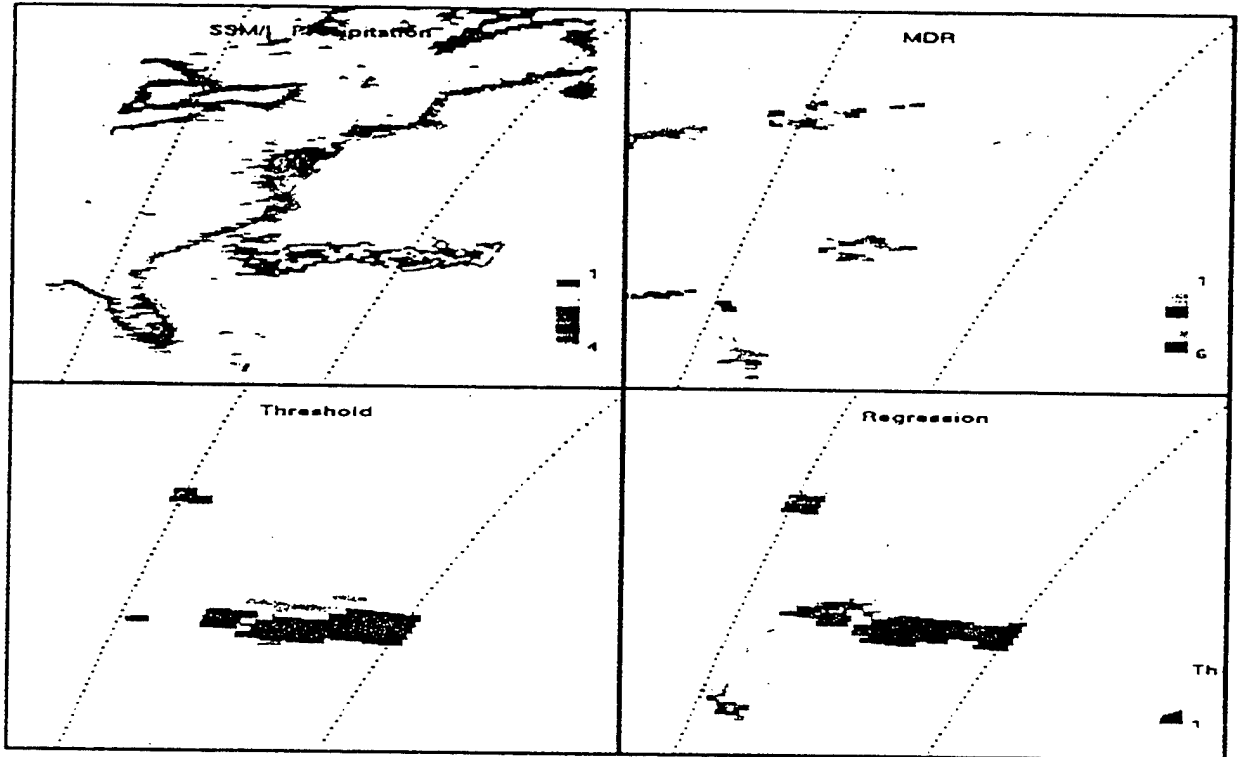 SSM/I Precipitation
1
4
MDR
1
6
Threshold
Regression
Th
1